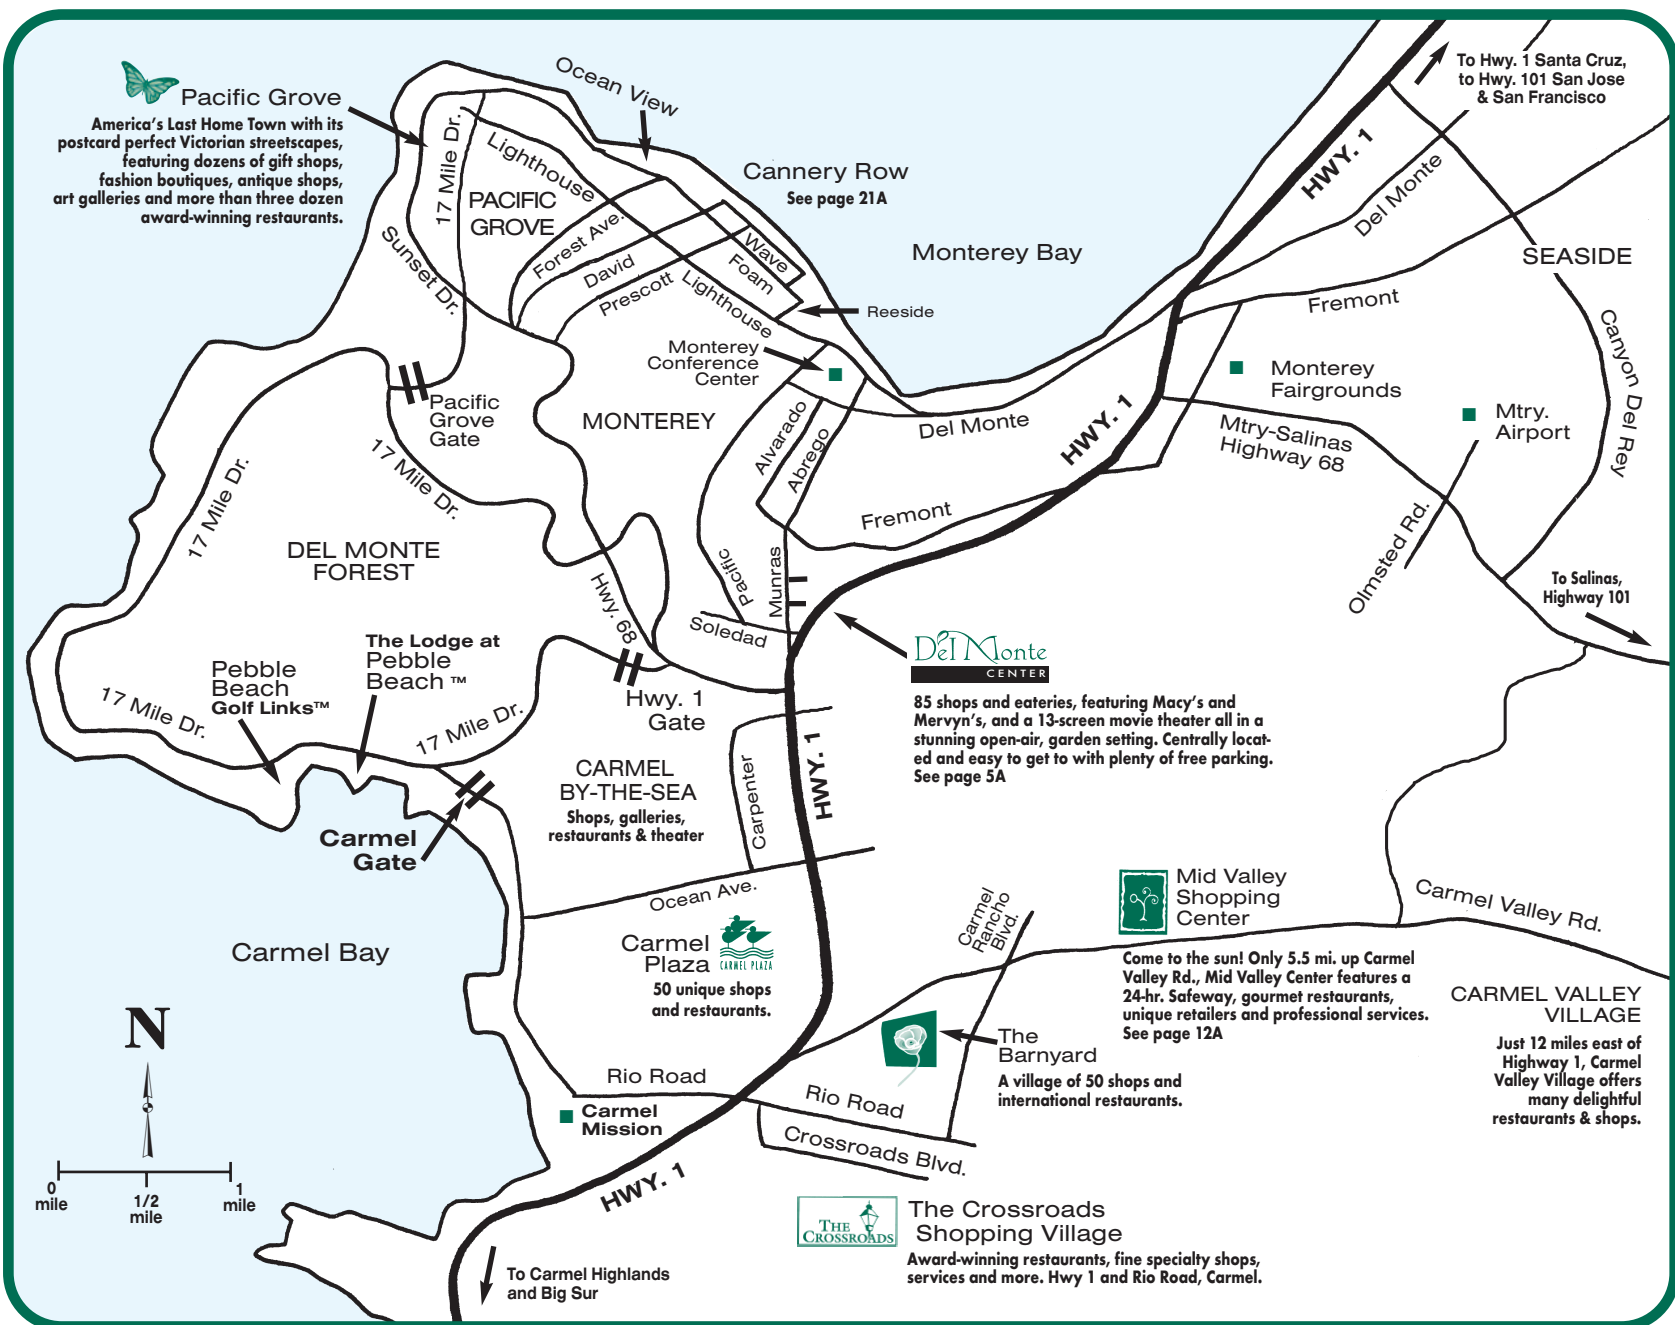 Pacific Grove
America's Last Home Town with its
postcard perfect Victorian streetscapes,
featuring dozens of gift shops,
fashion boutiques, antique shops,
art galleries and more than three dozen
award-winning restaurants.
Ocean View
Cannery Row
See page 21A
Monterey Bay
To Hwy. 1 Santa Cruz,
to Hwy. 101 San Jose
& San Francisco
HWY. 1
Del Monte
SEASIDE
Fremont
Canyon Del Rey
17 Mile Dr.
Lighthouse
PACIFIC
GROVE
Sunset Dr.
Forest Ave.
David
Prescott
Wave
Foam
Lighthouse
Reeside
Monterey
Conference
Center
Monterey
Fairgrounds
Mtry.
Airport
Mtry-Salinas
Highway 68
Olmsted Rd.
To Salinas,
Highway 101
Pacific
Grove
Gate
MONTEREY
Alvarado
Abrego
Del Monte
HWY. 1
Fremont
17 Mile Dr.
17 Mile Dr.
DEL MONTE
FOREST
Hwy. 68
Pacific
Munras
Soledad
Del Monte
CENTER
85 shops and eateries, featuring Macy's and
Mervyn's, and a 13-screen movie theater all in a
stunning open-air, garden setting. Centrally locat-
ed and easy to get to with plenty of free parking.
See page 5A
The Lodge at
Pebble
Beach ™
Pebble
Beach
Golf Links™
17 Mile Dr.
17 Mile Dr.
Hwy. 1
Gate
CARMEL
BY-THE-SEA
Shops, galleries,
restaurants & theater
Carpenter
HWY. 1
Carmel
Gate
Ocean Ave.
Carmel
Plaza
CARMEL PLAZA
50 unique shops
and restaurants.
Carmel Bay
Carmel
Rancho
Blvd.
Mid Valley
Shopping
Center
Come to the sun! Only 5.5 mi. up Carmel
Valley Rd., Mid Valley Center features a
24-hr. Safeway, gourmet restaurants,
unique retailers and professional services.
See page 12A
Carmel Valley Rd.
CARMEL VALLEY
VILLAGE
Just 12 miles east of
Highway 1, Carmel
Valley Village offers
many delightful
restaurants & shops.
The
Barnyard
A village of 50 shops and
international restaurants.
Rio Road
Rio Road
Carmel
Mission
Crossroads Blvd.
HWY. 1
THE
CROSSROADS
The Crossroads
Shopping Village
Award-winning restaurants, fine specialty shops,
services and more. Hwy 1 and Rio Road, Carmel.
To Carmel Highlands
and Big Sur
N
0
mile
1/2
mile
1
mile